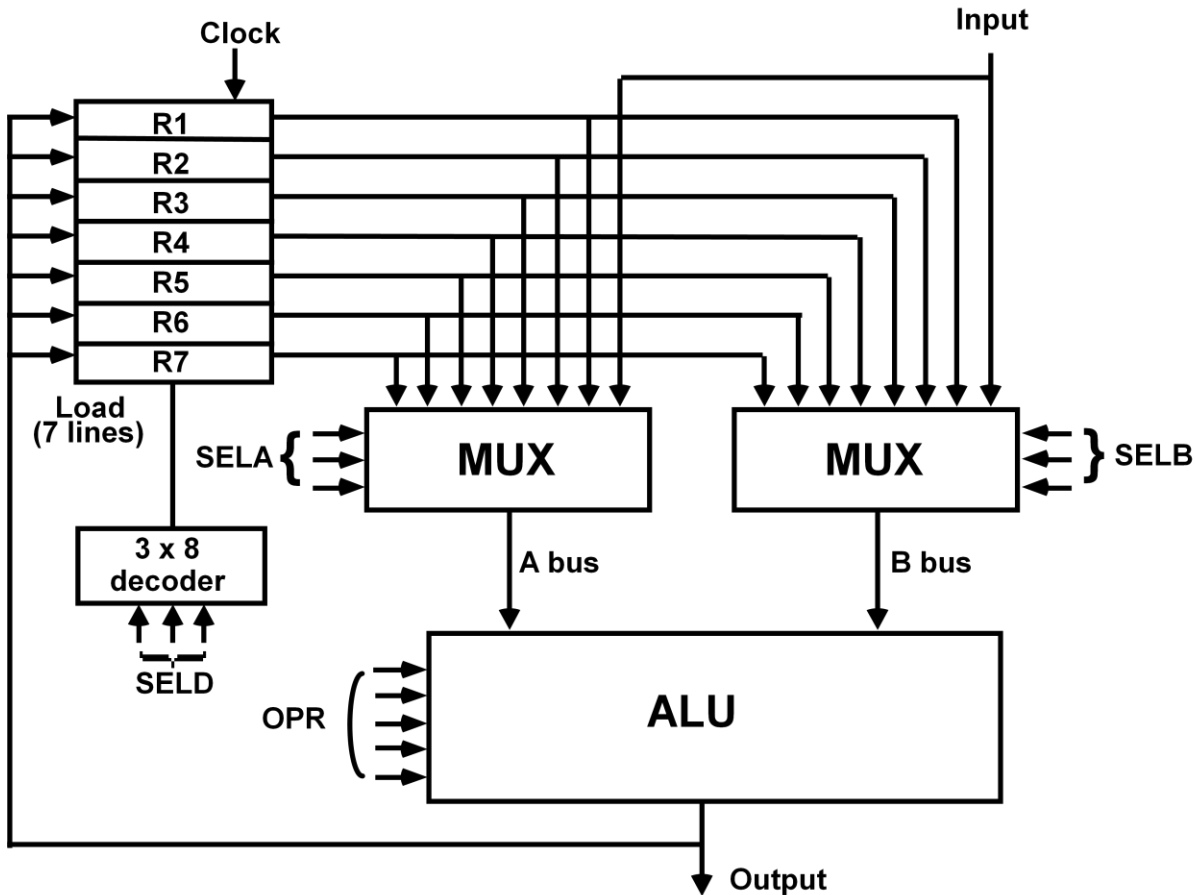 Clock
Input
R1
R2
R3
R4
R5
R6
R7
Load
(7 lines)
SELA {
MUX
MUX
} SELB
3 x 8
decoder
A bus
B bus
SELD
OPR
ALU
Output